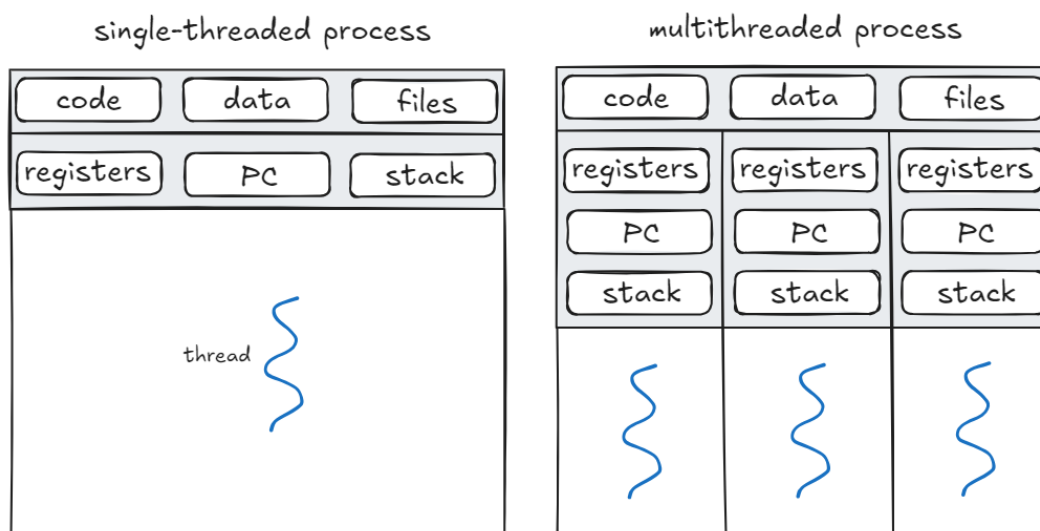 single-threaded process
code data files
registers PC stack
thread
multithreaded process
code data files
registers registers registers
PC PC PC
stack stack stack